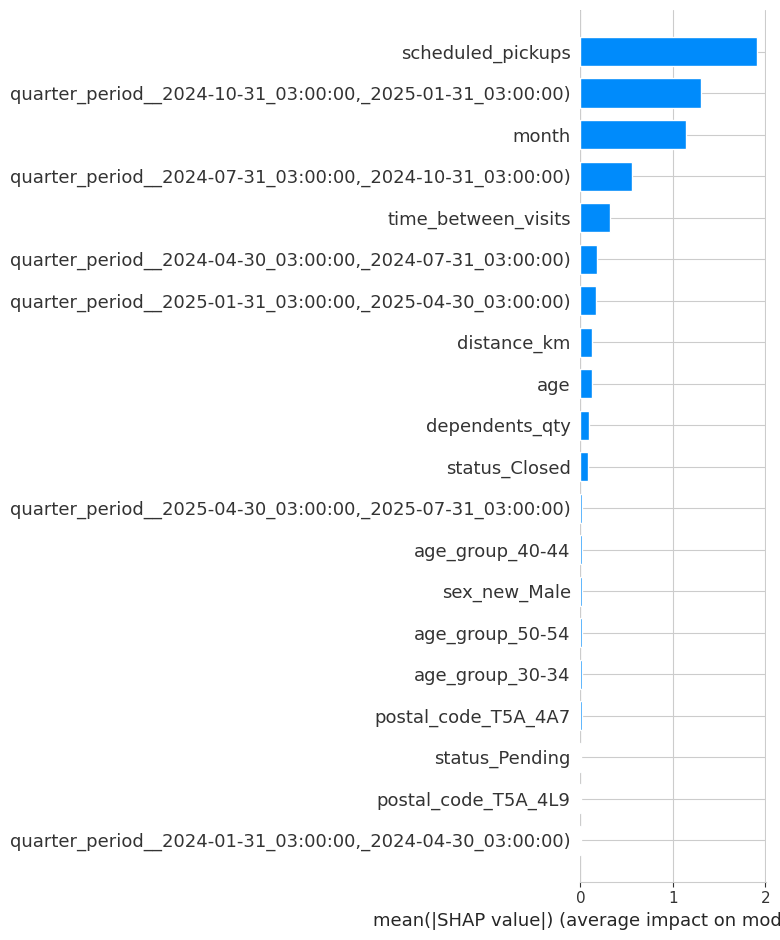 scheduled_pickups
quarter_period__2024-10-31_03:00:00,_2025-01-31_03:00:00)
month
quarter_period__2024-07-31_03:00:00,_2024-10-31_03:00:00)
time_between_visits
quarter_period__2024-04-30_03:00:00,_2024-07-31_03:00:00)
quarter_period__2025-01-31_03:00:00,_2025-04-30_03:00:00)
distance_km
age
dependents_qty
status_Closed
quarter_period__2025-04-30_03:00:00,_2025-07-31_03:00:00)
age_group_40-44
sex_new_Male
age_group_50-54
age_group_30-34
postal_code_T5A_4A7
status_Pending
postal_code_T5A_4L9
quarter_period__2024-01-31_03:00:00,_2024-04-30_03:00:00)
0 1 2
mean(|SHAP value|) (average impact on mod